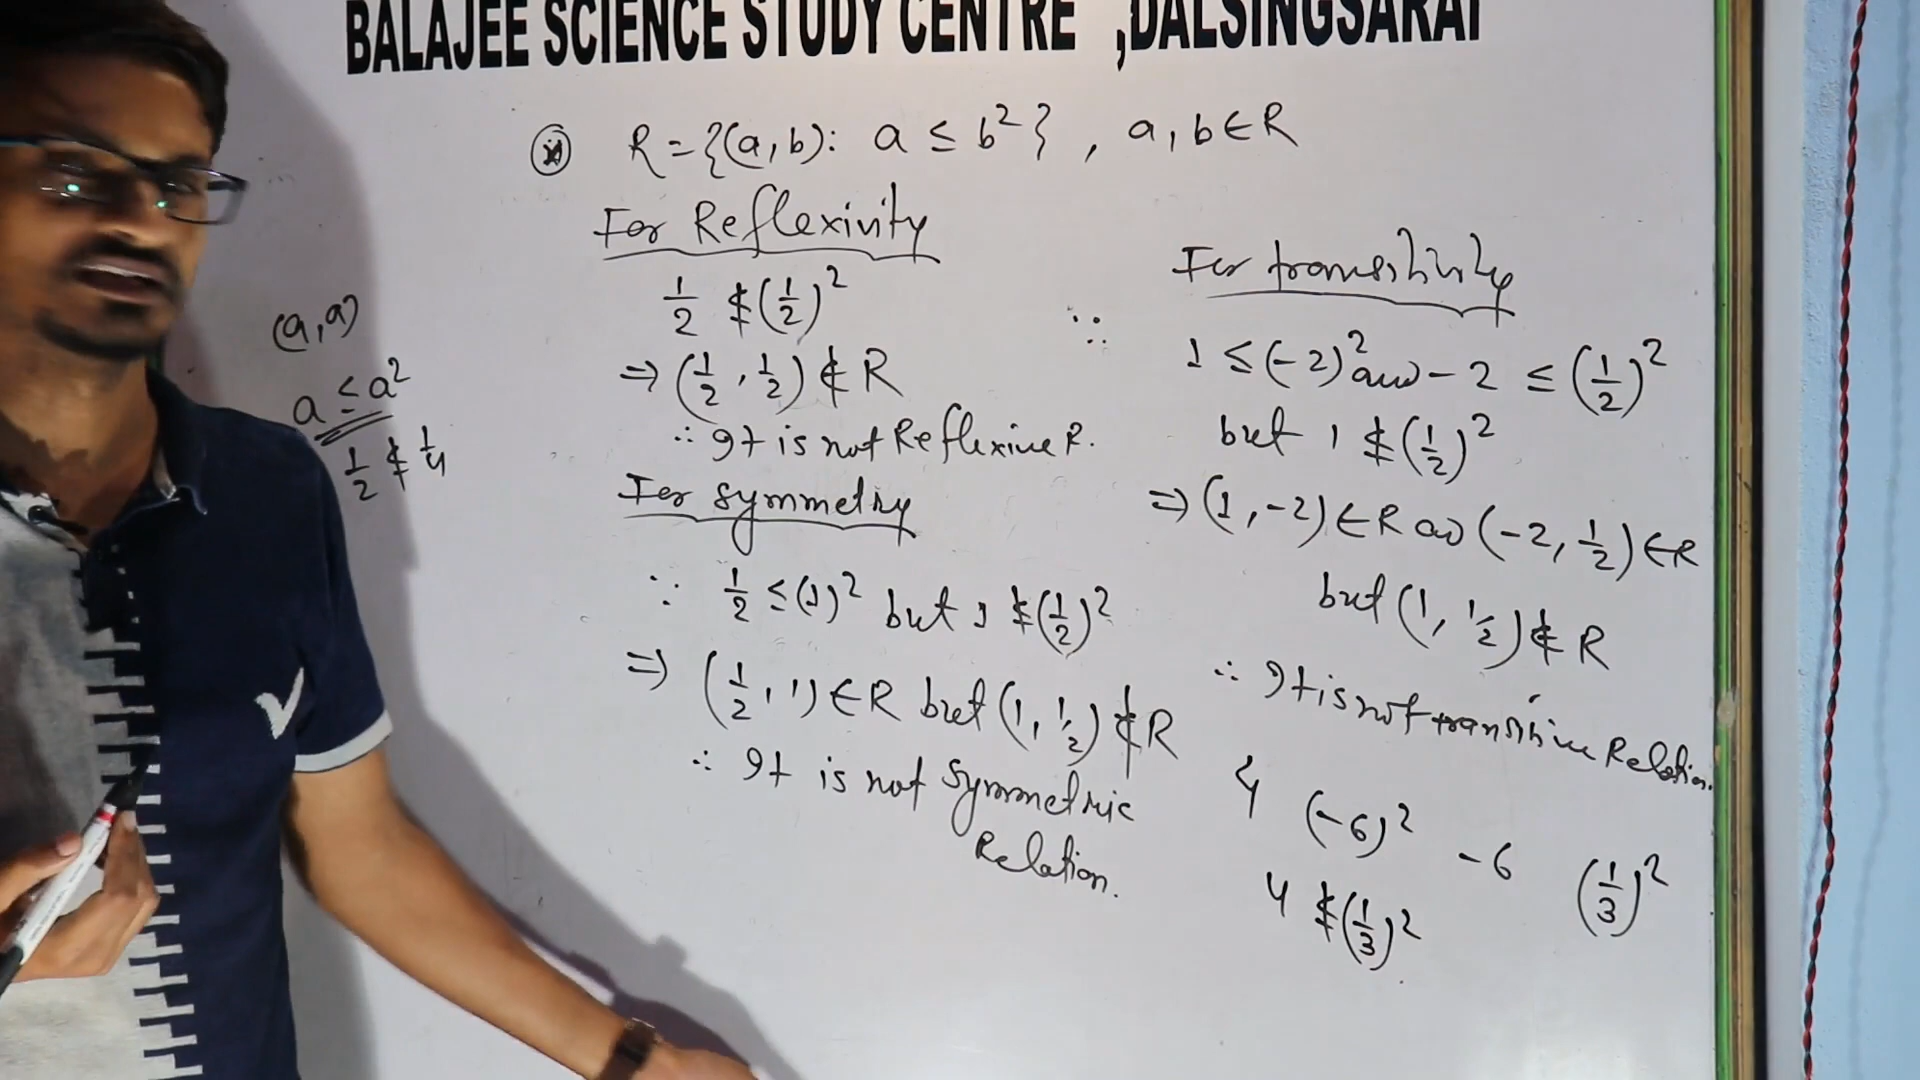 BALAJEE SCIENCE STUDY CENTRE ,DALSINGSARAI
R = {(a, b): a ≤ b²} , a, b ∈ R
For Reflexivity
1/2 ≰ (1/2)²
⇒ (1/2, 1/2) ∉ R
∴ It is not Reflexive R.
For symmetry
∵ 1/2 ≤ (1)² but 1 ≰ (1/2)²
⇒ (1/2, 1) ∈ R but (1, 1/2) ∉ R
∴ It is not Symmetric
Relation.
(a, a)
a ≤ a²
1/2 ≰ 1/4
For transitivity
∵ 1 ≤ (-2)² and -2 ≤ (1/2)²
but 1 ≰ (1/2)²
⇒ (1, -2) ∈ R and (-2, 1/2) ∈ R
but (1, 1/2) ∉ R
∴ It is not transitive Relation.
4 (-6)² -6 (1/3)²
4 ≰ (1/3)²